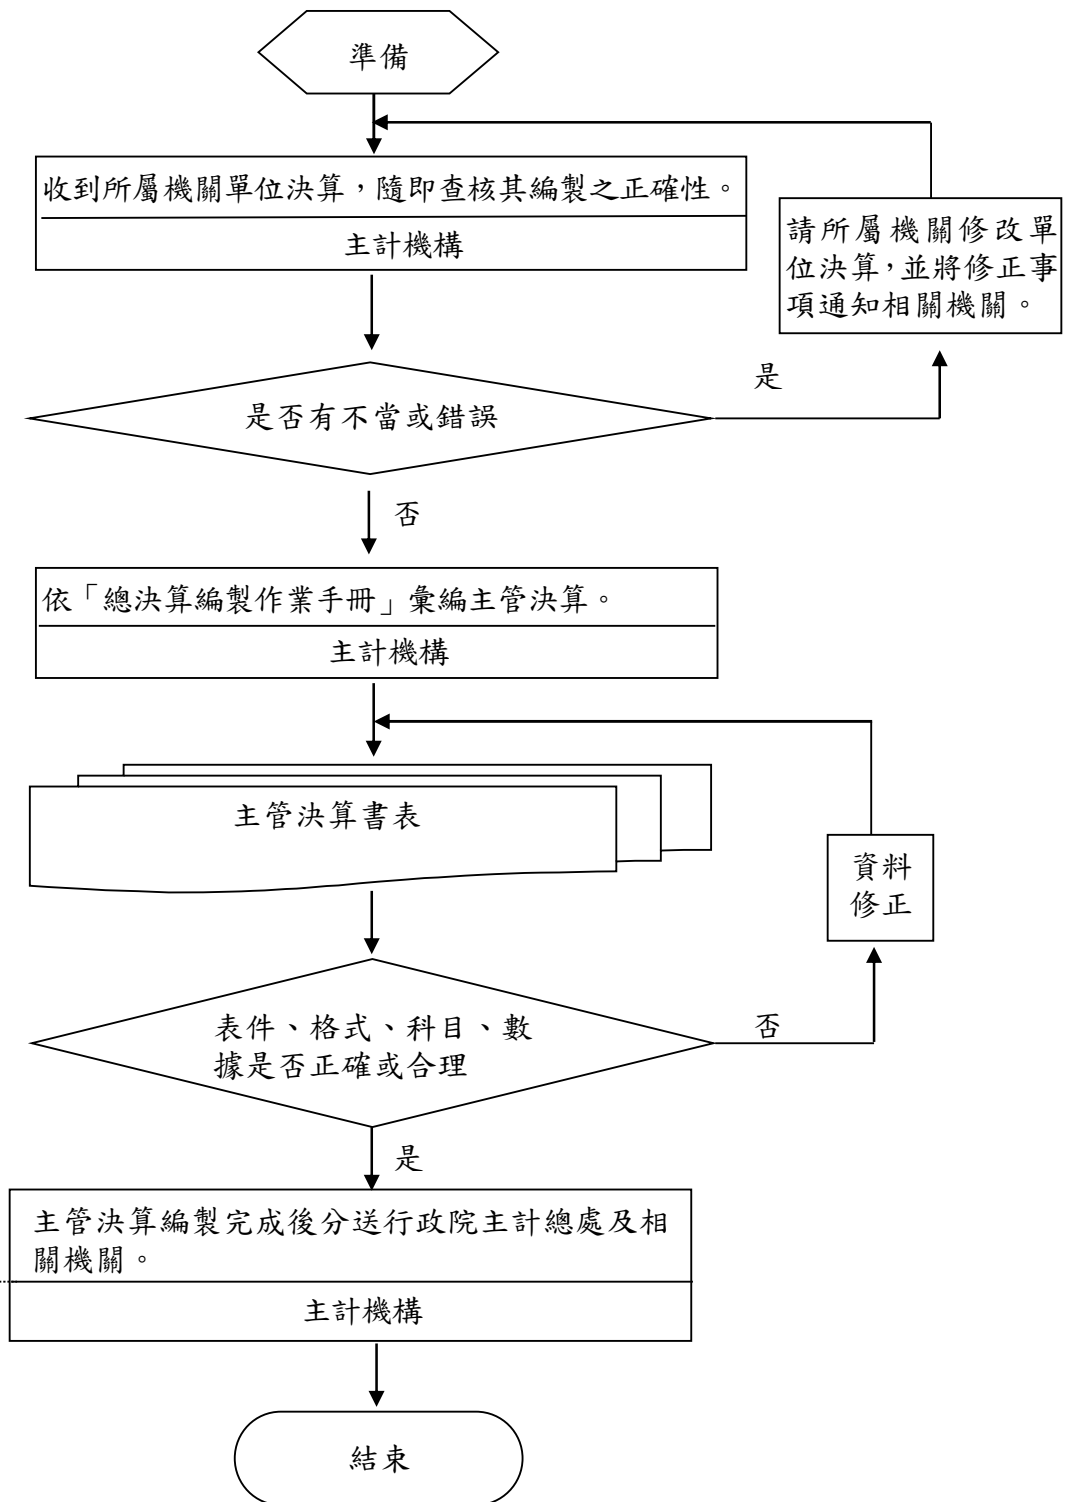 準備
收到所屬機關單位決算，隨即查核其編製之正確性。
主計機構
請所屬機關修改單
位決算，並將修正事
項通知相關機關。
是否有不當或錯誤
是
否
依「總決算編製作業手冊」彙編主管決算。
主計機構
主管決算書表
資料
修正
表件、格式、科目、數
據是否正確或合理
否
是
主管決算編製完成後分送行政院主計總處及相
關機關。
主計機構
結束